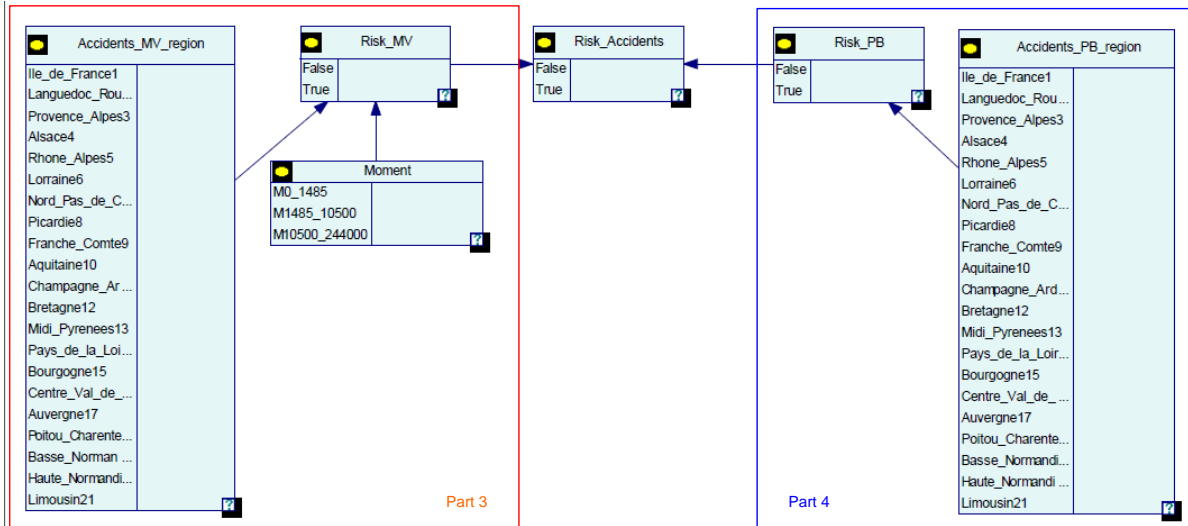 Accidents_MV_region
Ile_de_France1
Languedoc_Rou...
Provence_Alpes3
Alsace4
Rhone_Alpes5
Lorraine6
Nord_Pas_de_C...
Picardie8
Franche_Comte9
Aquitaine10
Champagne_Ar ...
Bretagne12
Midi_Pyrenees13
Pays_de_la_Loi...
Bourgogne15
Centre_Val_de_...
Auvergne17
Poitou_Charente...
Basse_Norman ...
Haute_Normandi...
Limousin21
?
Risk_MV
False
True
?
Moment
M0_1485
M1485_10500
M10500_244000
?
Part 3
Risk_Accidents
False
True
?
Risk_PB
False
True
?
Accidents_PB_region
Ile_de_France1
Languedoc_Rou...
Provence_Alpes3
Alsace4
Rhone_Alpes5
Lorraine6
Nord_Pas_de_C...
Picardie8
Franche_Comte9
Aquitaine10
Champagne_Ard...
Bretagne12
Midi_Pyrenees13
Pays_de_la_Loir...
Bourgogne15
Centre_Val_de_ ...
Auvergne17
Poitou_Charente...
Basse_Normandi...
Haute_Normandi ...
Limousin21
?
Part 4